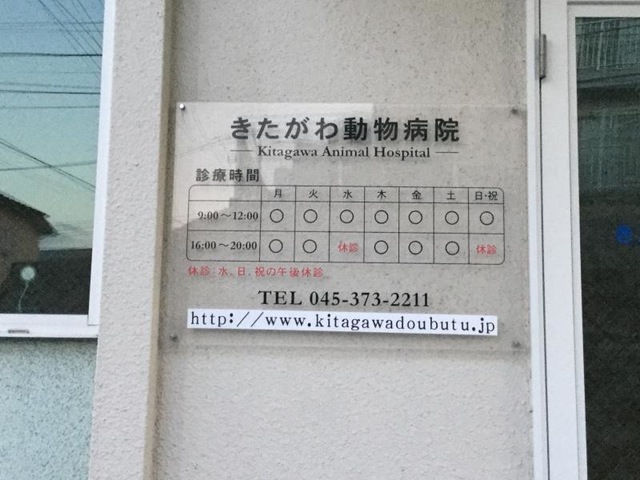 きたがわ動物病院
Kitagawa Animal Hospital
診療時間
月 火 水 木 金 土 日・祝
9:00～12:00 〇 〇 〇 〇 〇 〇 〇
16:00～20:00 〇 〇 休診 〇 〇 〇 休診
休診:水、日、祝の午後休診
TEL 045-373-2211
http://www.kitagawadoubutu.jp